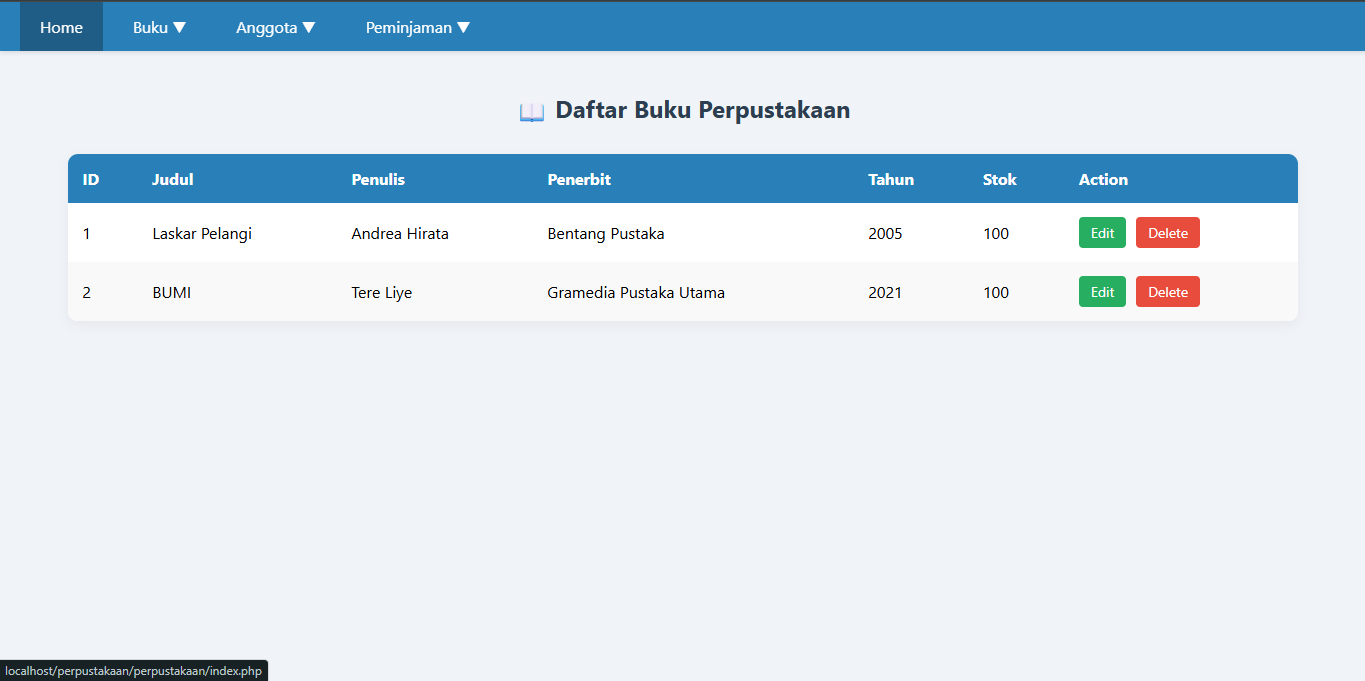 Home Buku ▼ Anggota ▼ Peminjaman ▼
📖 Daftar Buku Perpustakaan
ID Judul Penulis Penerbit Tahun Stok Action
1 Laskar Pelangi Andrea Hirata Bentang Pustaka 2005 100 Edit Delete
2 BUMI Tere Liye Gramedia Pustaka Utama 2021 100 Edit Delete
localhost/perpustakaan/perpustakaan/index.php